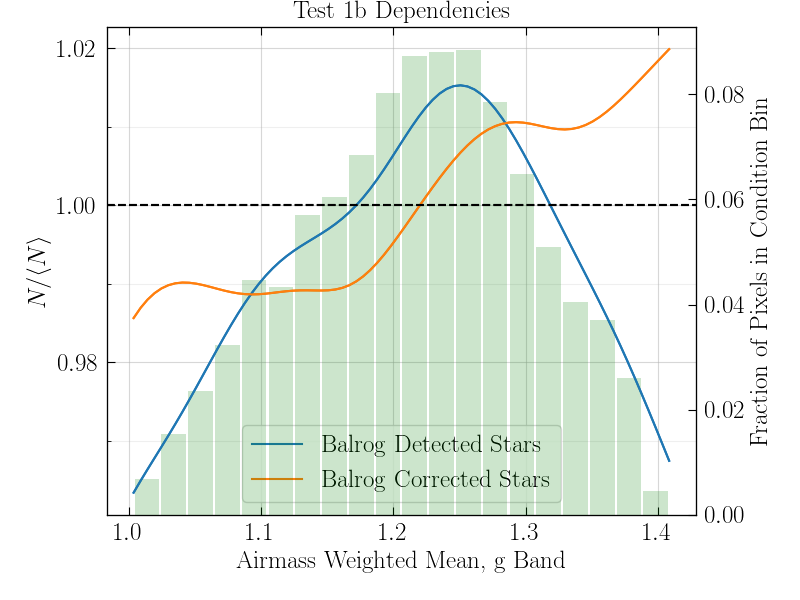 Test 1b Dependencies
1.02
1.00
0.98
N/⟨N⟩
0.08
0.06
0.04
0.02
0.00
Fraction of Pixels in Condition Bin
Balrog Detected Stars
Balrog Corrected Stars
1.0 1.1 1.2 1.3 1.4
Airmass Weighted Mean, g Band